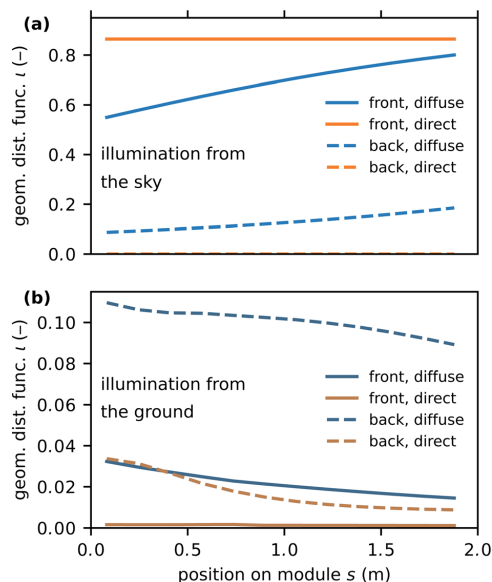 (a)
geom. dist. func. ι (–)
0.8
0.6
0.4
0.2
0.0
front, diffuse
front, direct
back, diffuse
back, direct
illumination from
the sky
(b)
geom. dist. func. ι (–)
0.10
0.08
0.06
0.04
0.02
0.00
illumination from
the ground
front, diffuse
front, direct
back, diffuse
back, direct
0.0 0.5 1.0 1.5 2.0
position on module s (m)